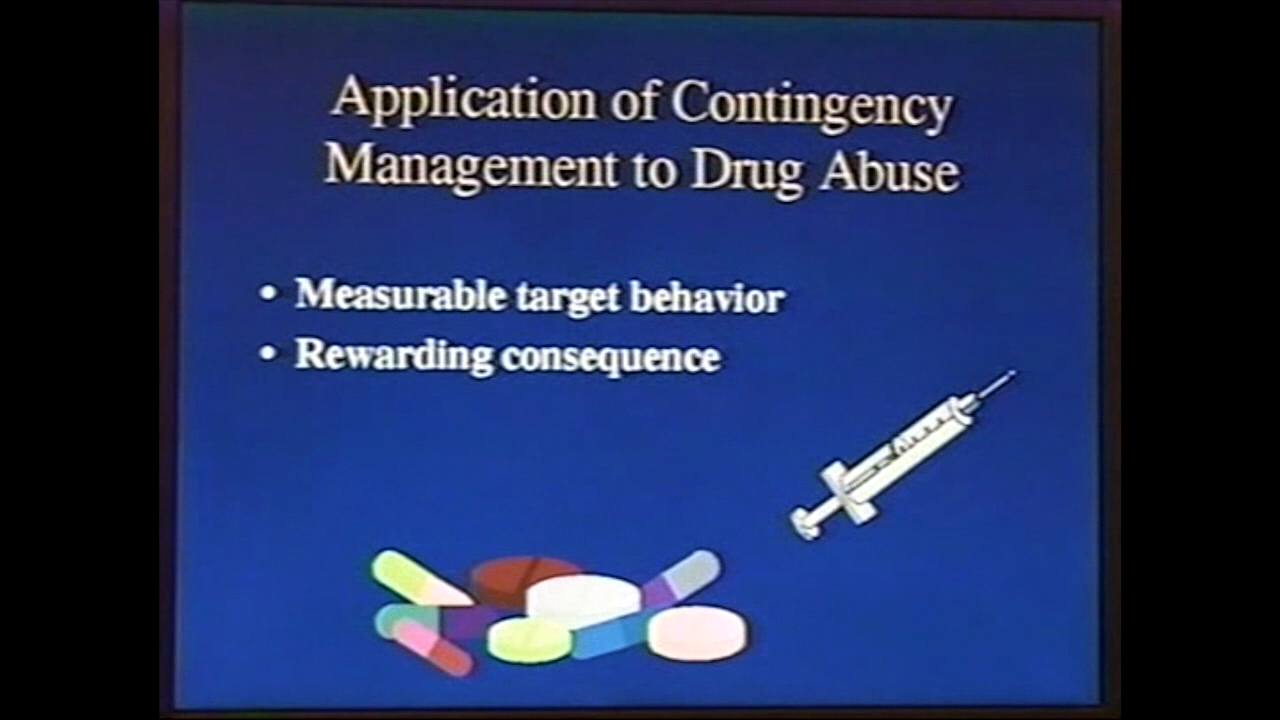 Application of Contingency
Management to Drug Abuse
• Measurable target behavior
• Rewarding consequence